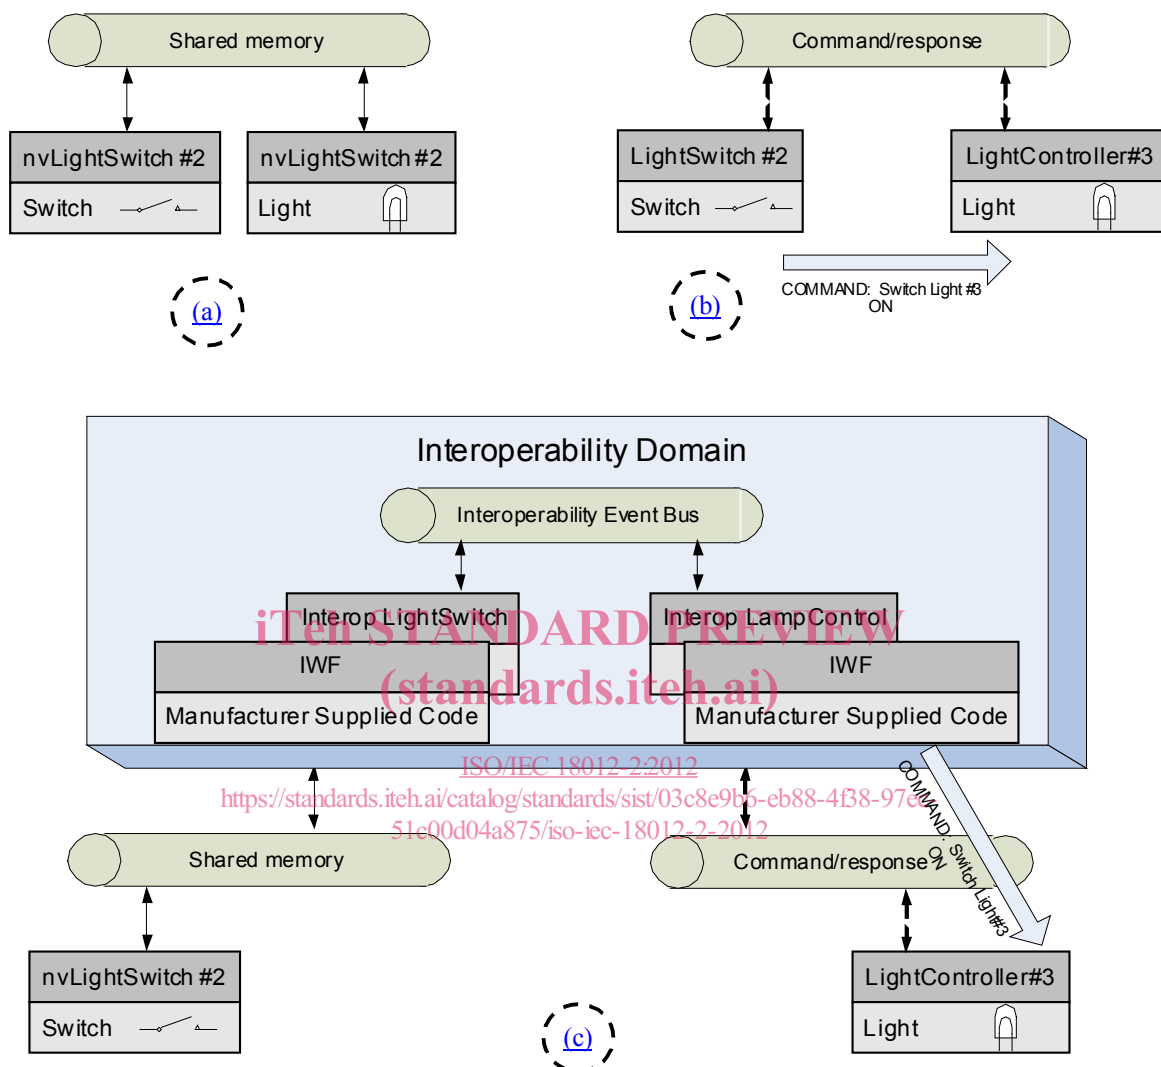 Shared memory
Command/response
nvLightSwitch #2
nvLightSwitch #2
LightSwitch #2
LightController#3
Switch
Light
Switch
Light
COMMAND: Switch Light #3
ON
(a)
(b)
Interoperability Domain
Interoperability Event Bus
Interop LightSwitch
Interop LampControl
iTeh STANDARD PREVIEW
IWF
IWF
(standards.iteh.ai)
Manufacturer Supplied Code
Manufacturer Supplied Code
ISO/IEC 18012-2:2012
https://standards.iteh.ai/catalog/standards/sist/03c8e9b6-eb88-4f38-97ec-
51c00d04a875/iso-iec-18012-2-2012
COMMAND: Switch Light#3
ON
Shared memory
Command/response
nvLightSwitch #2
LightController#3
Switch
Light
(c)